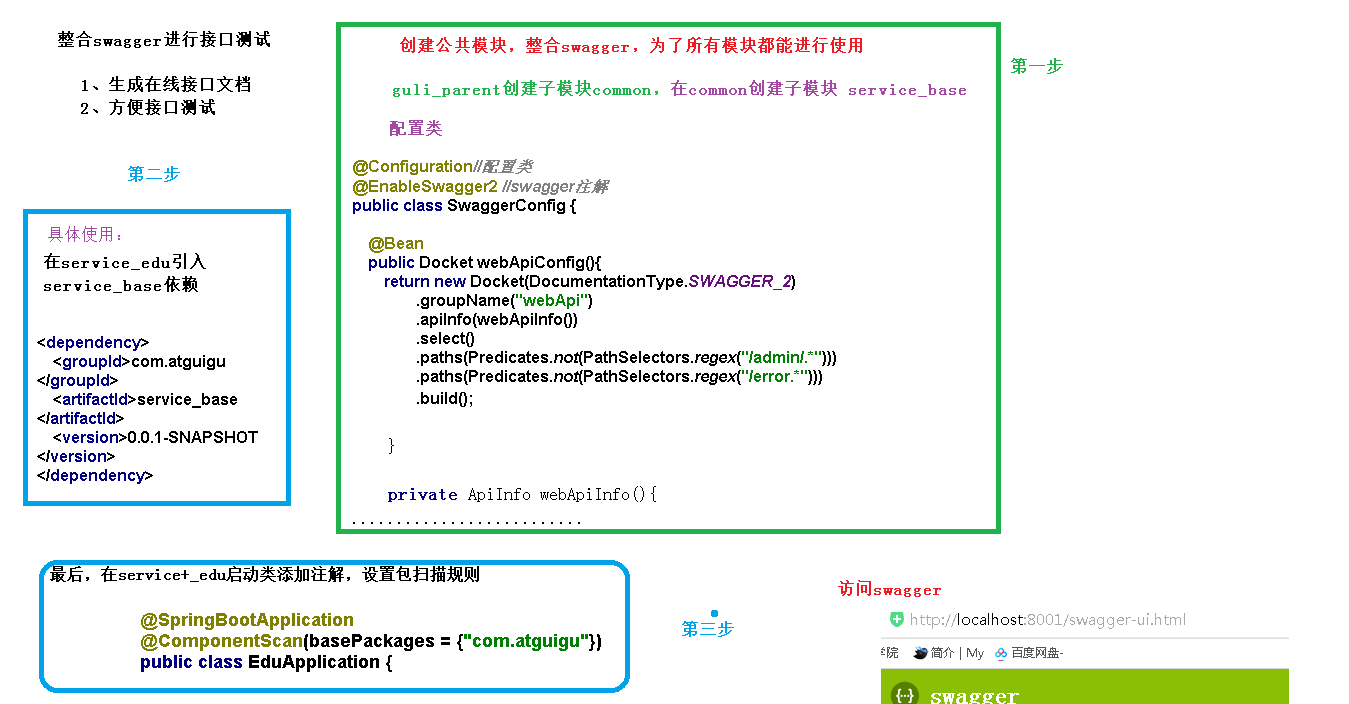 整合swagger进行接口测试
1、生成在线接口文档
2、方便接口测试
创建公共模块，整合swagger，为了所有模块都能进行使用
guli_parent创建子模块common，在common创建子模块 service_base
配置类
@Configuration//配置类
@EnableSwagger2 //swagger注解
public class SwaggerConfig {
@Bean
public Docket webApiConfig(){
return new Docket(DocumentationType.SWAGGER_2)
.groupName("webApi")
.apiInfo(webApiInfo())
.select()
.paths(Predicates.not(PathSelectors.regex("/admin/.*")))
.paths(Predicates.not(PathSelectors.regex("/error.*")))
.build();
}
private ApiInfo webApiInfo(){
..........................
第一步
第二步
具体使用：
在service_edu引入
service_base依赖
<dependency>
<groupId>com.atguigu
</groupId>
<artifactId>service_base
</artifactId>
<version>0.0.1-SNAPSHOT
</version>
</dependency>
最后，在service+_edu启动类添加注解，设置包扫描规则
@SpringBootApplication
@ComponentScan(basePackages = {"com.atguigu"})
public class EduApplication {
第三步
访问swagger
http://localhost:8001/swagger-ui.html
学院 简介 | My 百度网盘-
{··} swagger